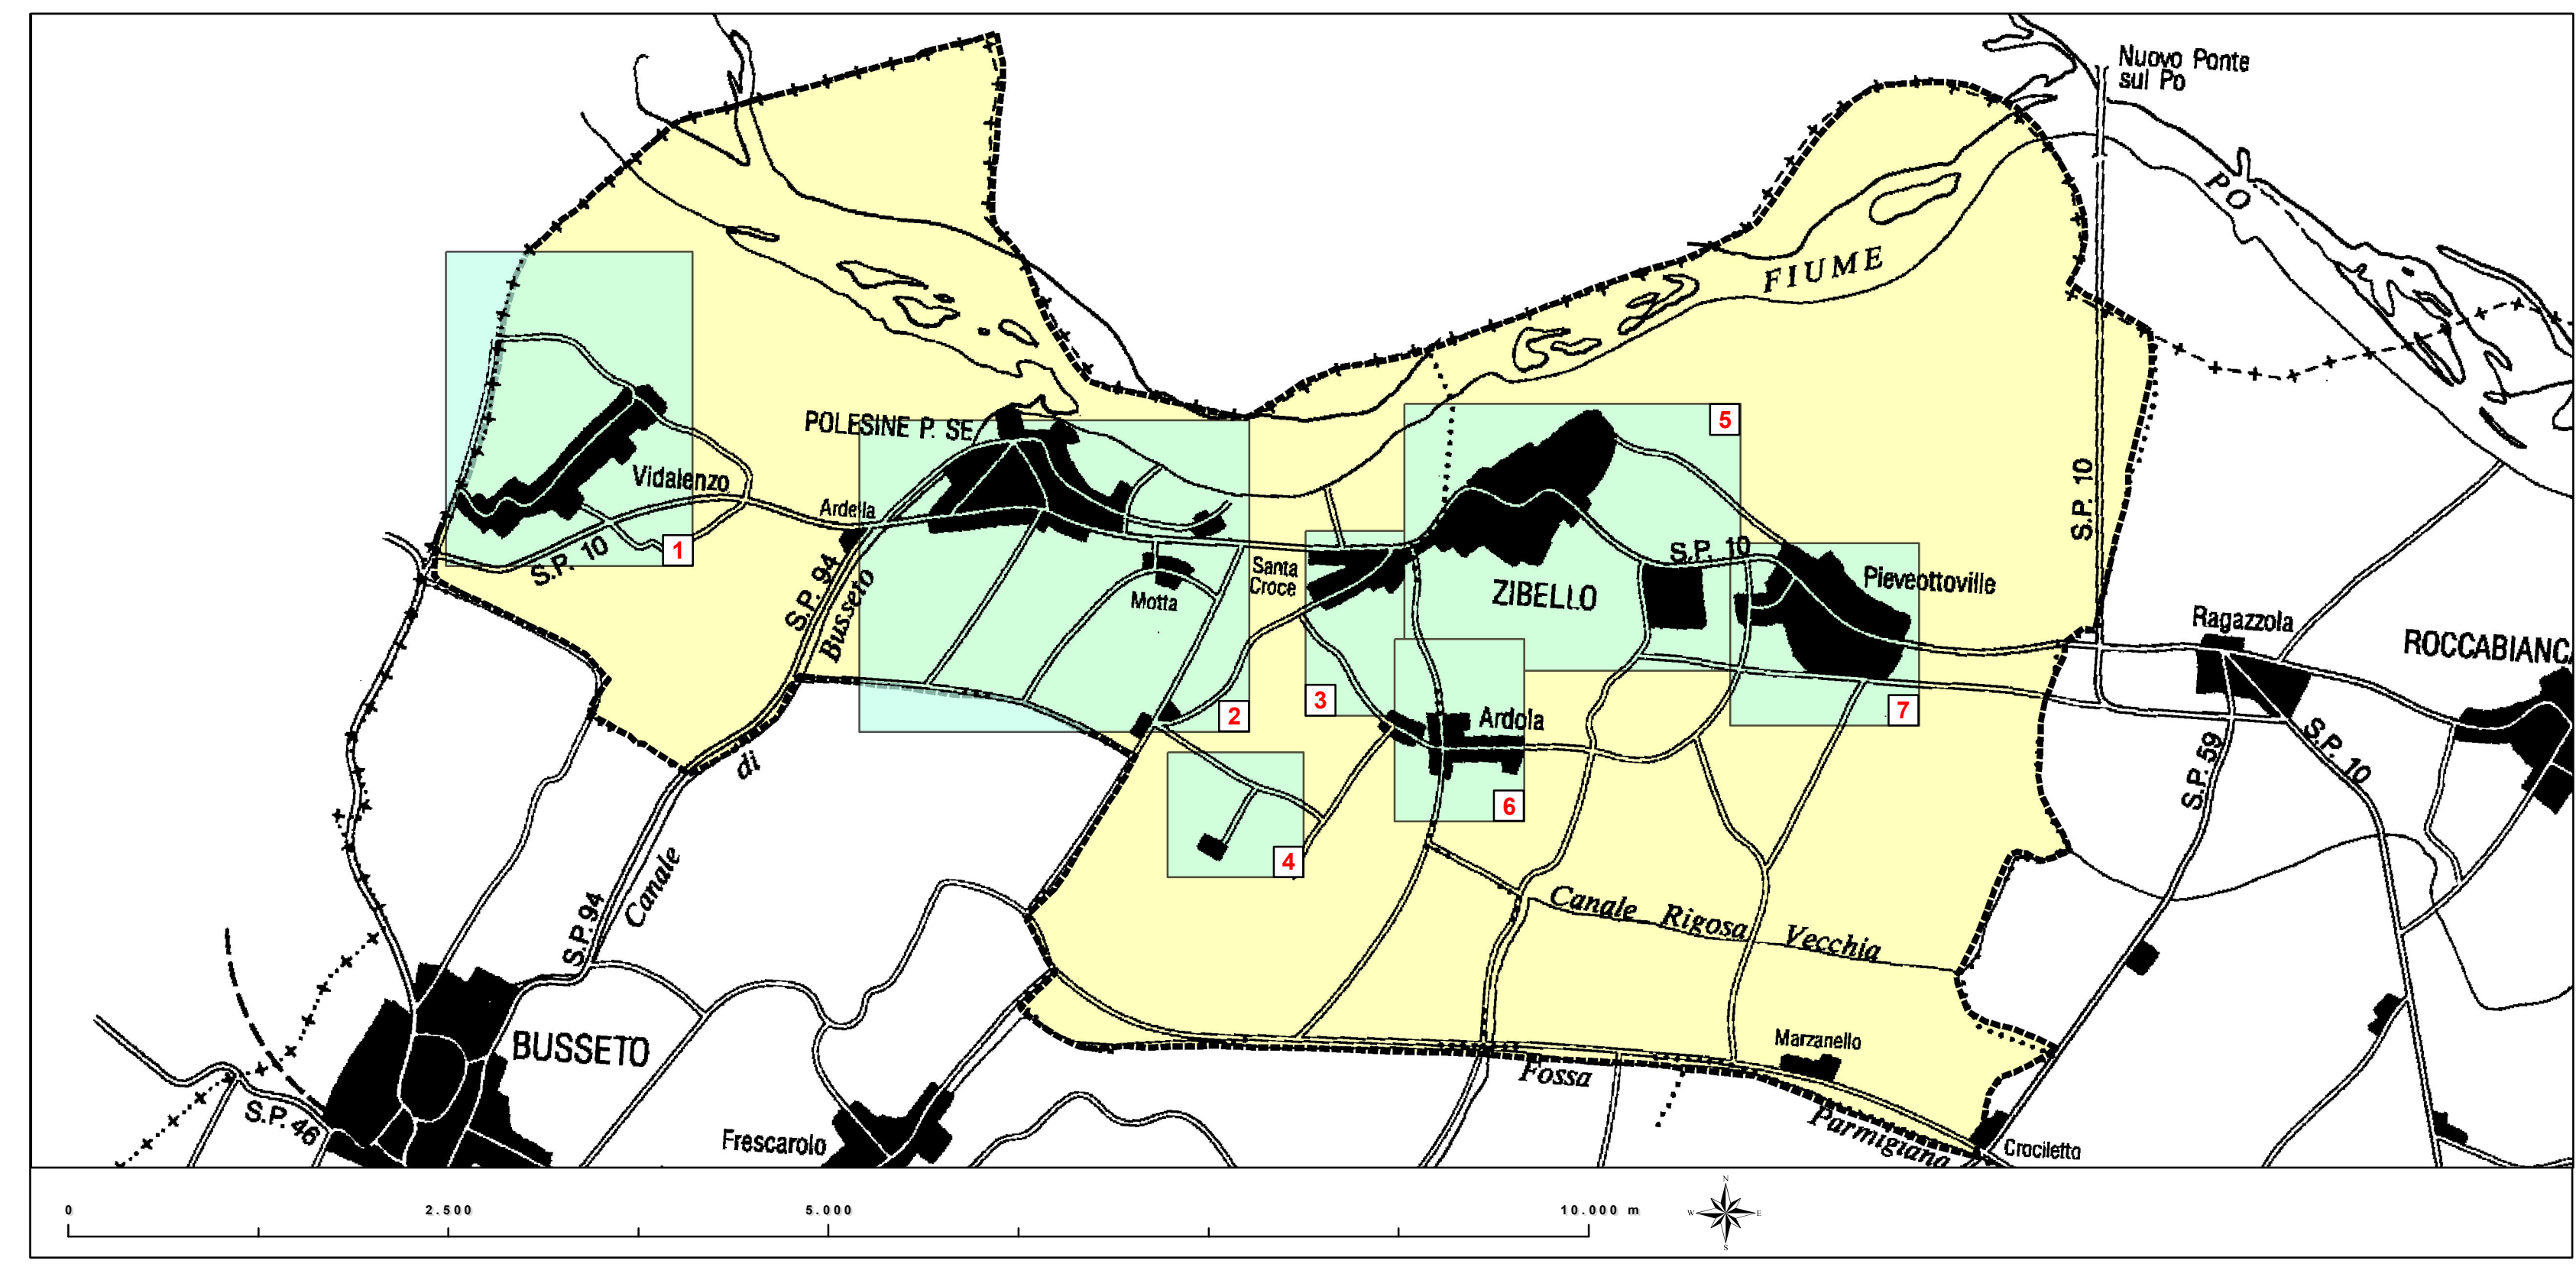 Nuovo Ponte
sul Po
PO
FIUME
5
POLESINE P. SE
Vidalenzo
Ardella
S.P. 10
S.P. 10
S.P. 10
1
Santa
Croce
S.P. 94
Busseto
Motta
ZIBELLO
Pieveottoville
Ragazzola
ROCCABIANCA
2
3
Ardola
7
S.P. 59
S.P. 10
di
6
4
Canale
S.P. 94
Canale Rigosa Vecchia
BUSSETO
Marzanello
Fossa
Parmigiana
S.P. 46
Frescarolo
Crociletto
0 2.500 5.000 10.000 m
N
W E
S